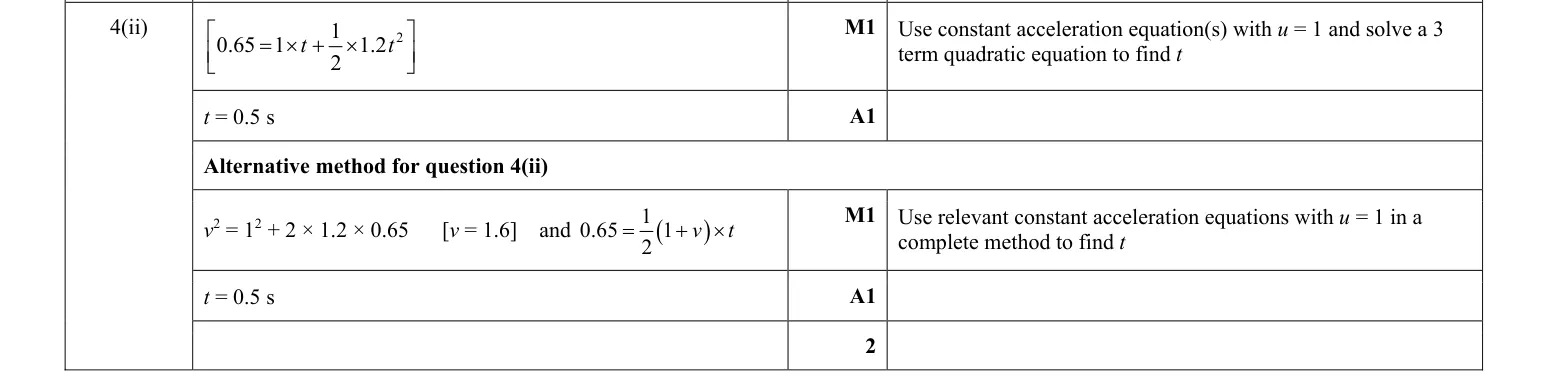 4(ii)
[0.65 = 1 × t + 1/2 × 1.2t²]
M1
Use constant acceleration equation(s) with u = 1 and solve a 3
term quadratic equation to find t
t = 0.5 s
A1
Alternative method for question 4(ii)
v² = 1² + 2 × 1.2 × 0.65 [v = 1.6] and 0.65 = 1/2 (1 + v) × t
M1
Use relevant constant acceleration equations with u = 1 in a
complete method to find t
t = 0.5 s
A1
2